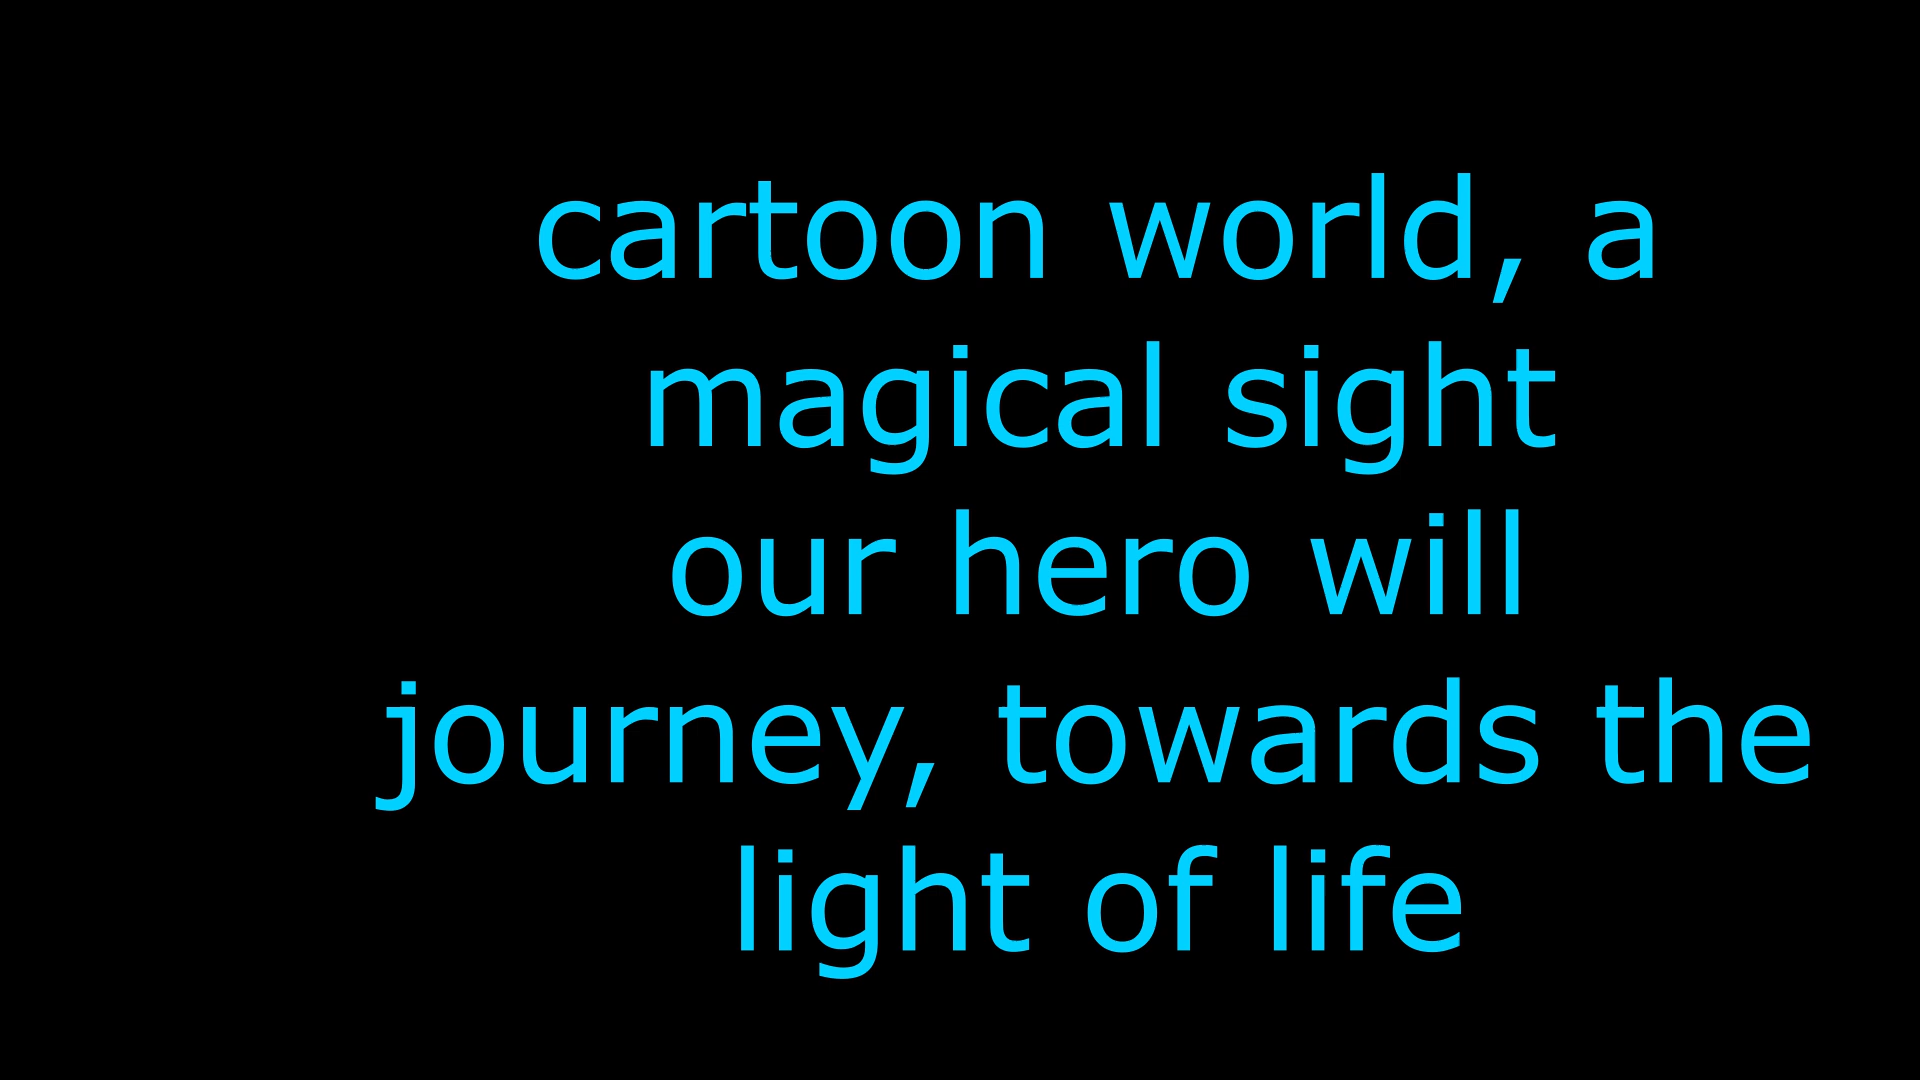 cartoon world, a
magical sight
our hero will
journey, towards the
light of life